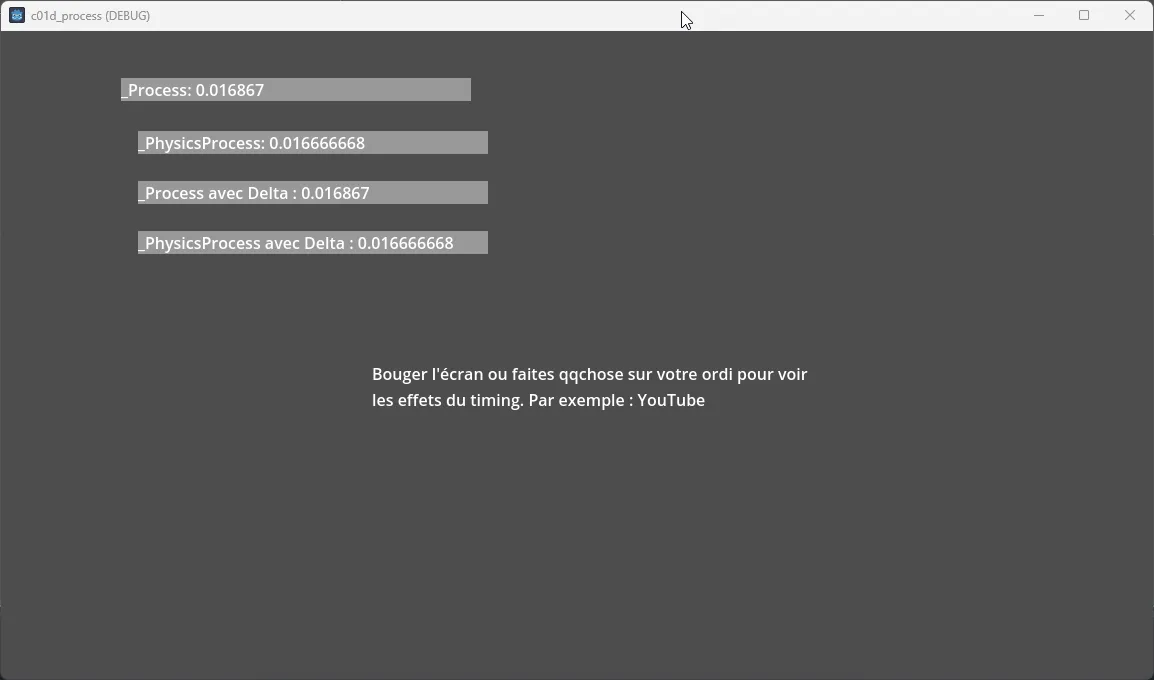 c01d_process (DEBUG)
_Process: 0.016867
_PhysicsProcess: 0.016666668
_Process avec Delta : 0.016867
_PhysicsProcess avec Delta : 0.016666668
Bouger l'écran ou faites qqchose sur votre ordi pour voir
les effets du timing. Par exemple : YouTube